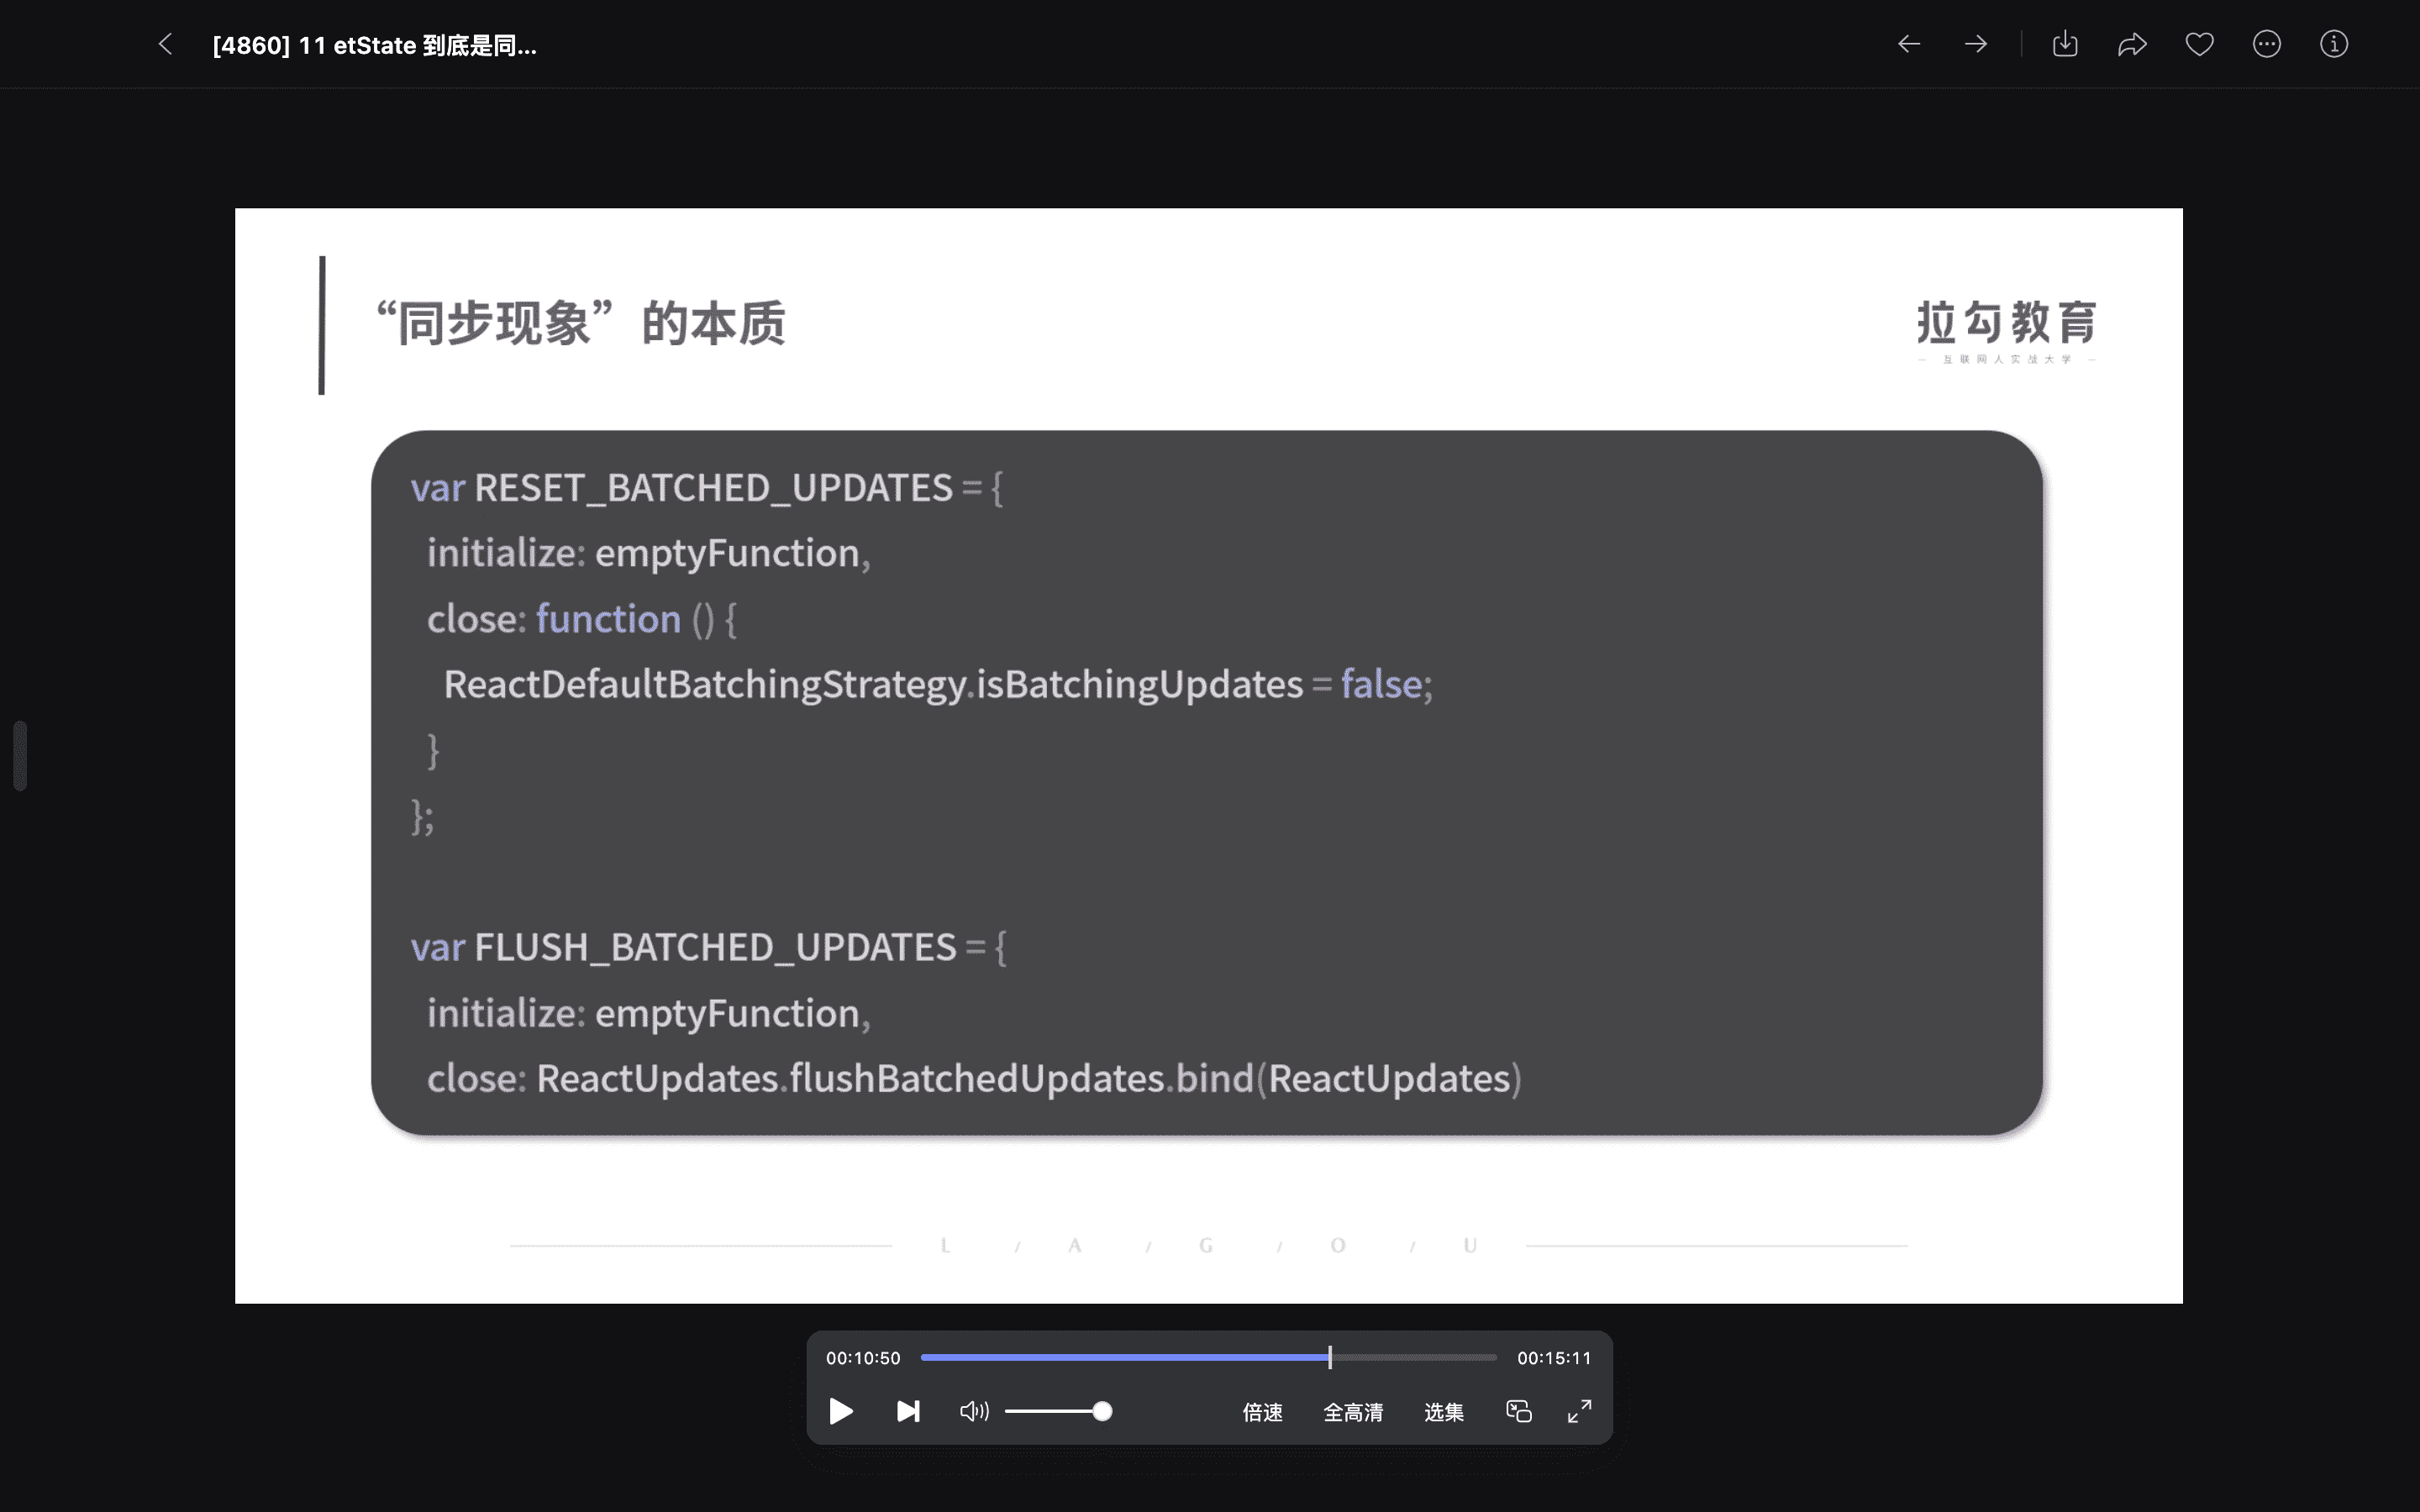 [4860] 11 etState 到底是同...
“同步现象”的本质
拉勾教育
— 互联网人实战大学 —
var RESET_BATCHED_UPDATES = {
initialize: emptyFunction,
close: function () {
ReactDefaultBatchingStrategy.isBatchingUpdates = false;
}
};
var FLUSH_BATCHED_UPDATES = {
initialize: emptyFunction,
close: ReactUpdates.flushBatchedUpdates.bind(ReactUpdates)
L / A / G / O / U
00:10:50
00:15:11
倍速 全高清 选集